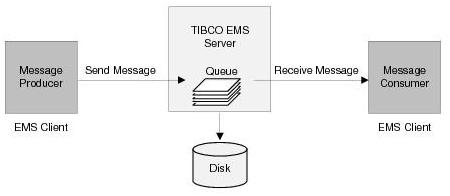 TIBCO EMS
Server
Message
Producer
Send Message
Queue
Receive Message
Message
Consumer
EMS Client
EMS Client
Disk